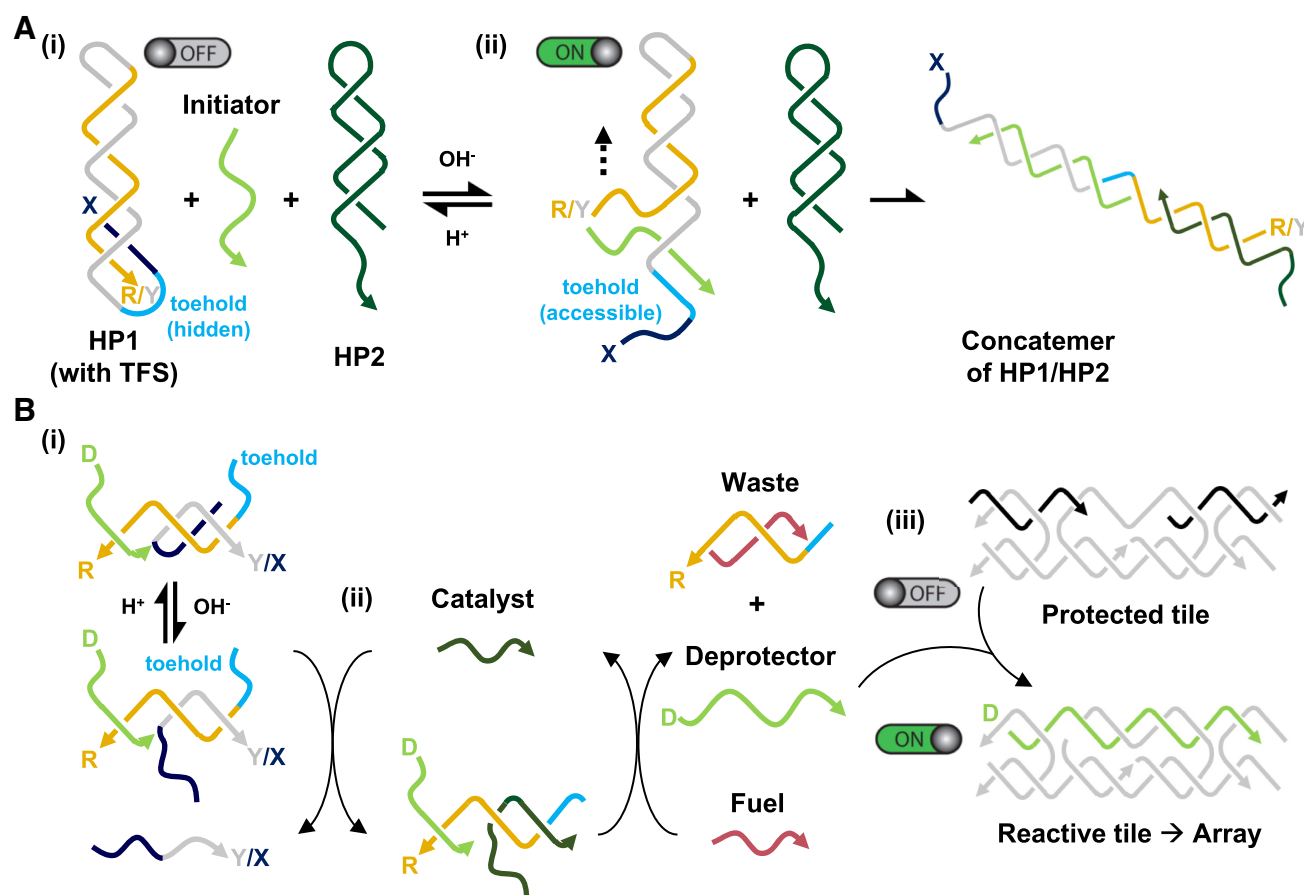 A
(i)
OFF
Initiator
X
+
+
R/Y
toehold
(hidden)
HP1
(with TFS)
HP2
OH-
H+
(ii)
ON
R/Y
toehold
(accessible)
X
+
X
R/Y
Concatemer
of HP1/HP2
B
(i)
D
toehold
R
Y/X
H+
OH-
D
toehold
R
Y/X
Y/X
(ii)
Catalyst
D
R
Waste
R
+
Deprotector
D
Fuel
(iii)
OFF
Protected tile
D
ON
Reactive tile → Array